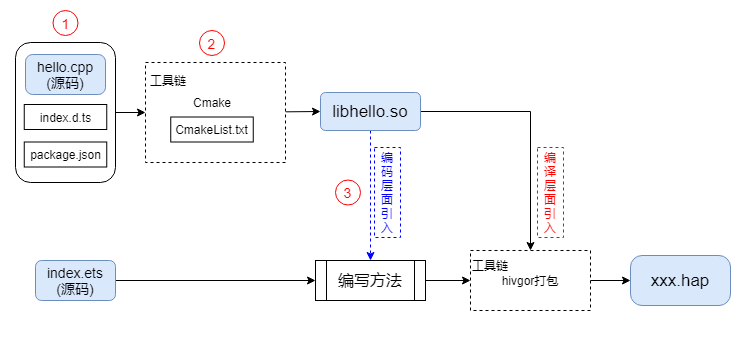 1
hello.cpp
(源码)
index.d.ts
package.json
2
工具链
Cmake
CmakeList.txt
libhello.so
3
编码层面引入
编译层面引入
index.ets
(源码)
编写方法
工具链
hivgor打包
xxx.hap